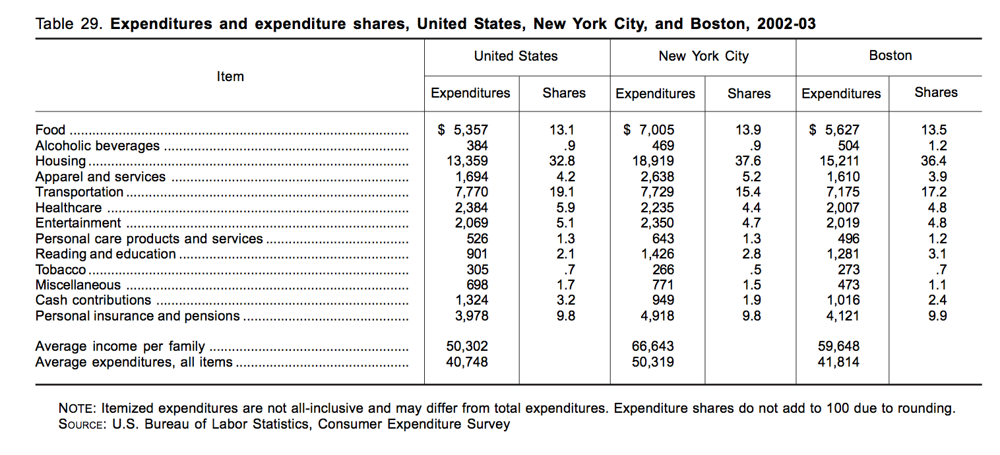 Table 29. Expenditures and expenditure shares, United States, New York City, and Boston, 2002-03
Item United States New York City Boston
Expenditures Shares Expenditures Shares Expenditures Shares
Food $ 5,357 13.1 $ 7,005 13.9 $ 5,627 13.5
Alcoholic beverages 384 .9 469 .9 504 1.2
Housing 13,359 32.8 18,919 37.6 15,211 36.4
Apparel and services 1,694 4.2 2,638 5.2 1,610 3.9
Transportation 7,770 19.1 7,729 15.4 7,175 17.2
Healthcare 2,384 5.9 2,235 4.4 2,007 4.8
Entertainment 2,069 5.1 2,350 4.7 2,019 4.8
Personal care products and services 526 1.3 643 1.3 496 1.2
Reading and education 901 2.1 1,426 2.8 1,281 3.1
Tobacco 305 .7 266 .5 273 .7
Miscellaneous 698 1.7 771 1.5 473 1.1
Cash contributions 1,324 3.2 949 1.9 1,016 2.4
Personal insurance and pensions 3,978 9.8 4,918 9.8 4,121 9.9
Average income per family 50,302 66,643 59,648
Average expenditures, all items 40,748 50,319 41,814
NOTE: Itemized expenditures are not all-inclusive and may differ from total expenditures. Expenditure shares do not add to 100 due to rounding.
SOURCE: U.S. Bureau of Labor Statistics, Consumer Expenditure Survey